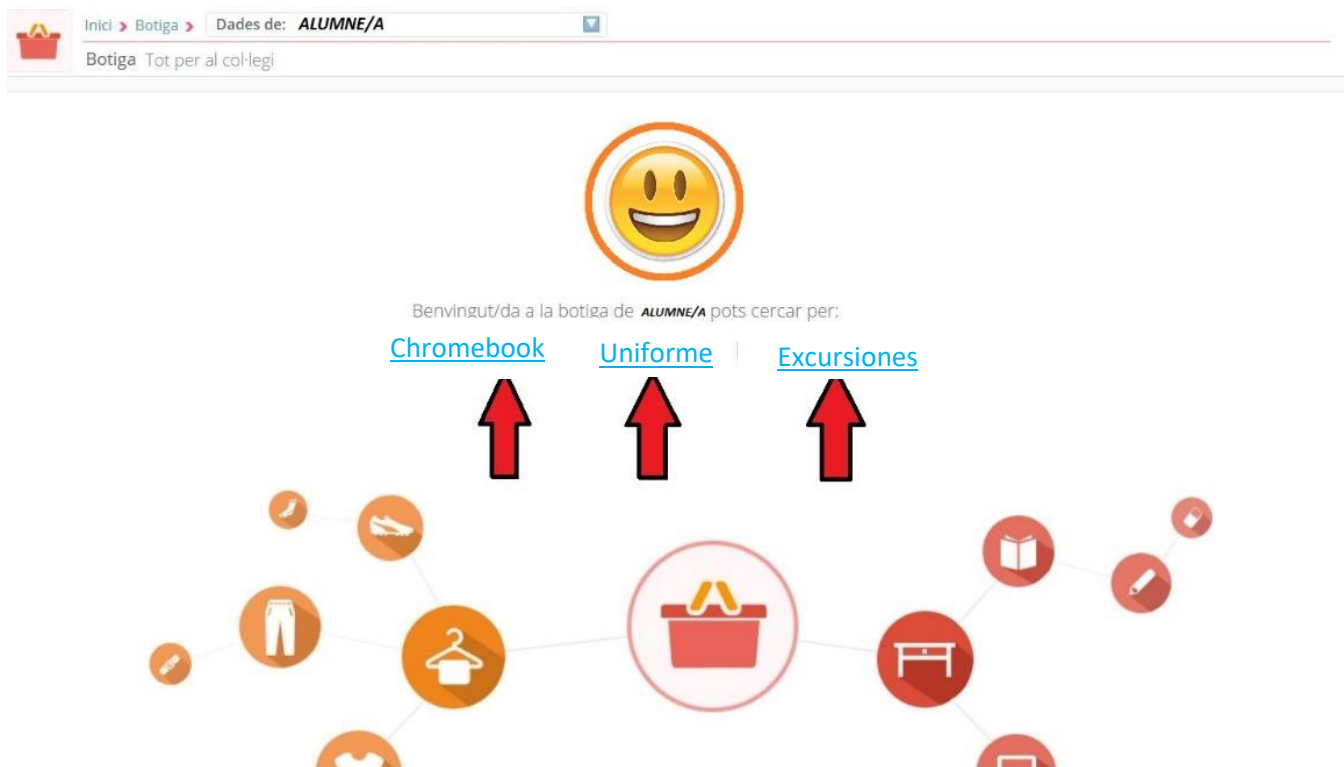 Inici > Botiga > Dades de: ALUMNE/A
Botiga Tot per al col·legi
Benvingut/da a la botiga de ALUMNE/A pots cercar per:
Chromebook Uniforme Excursiones